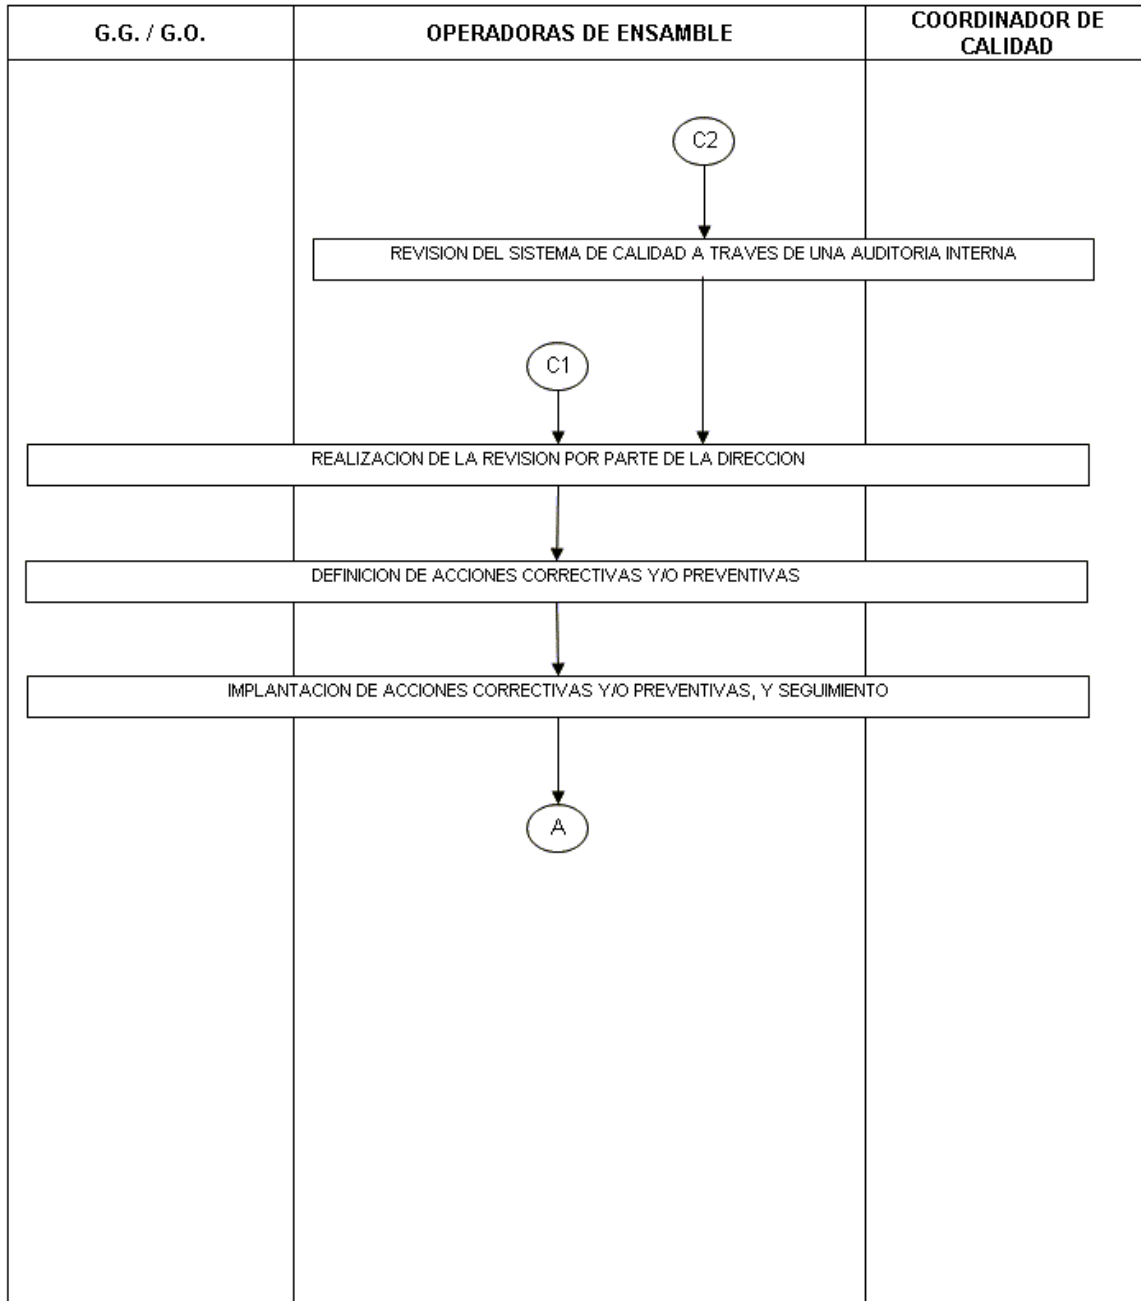 G.G. / G.O.
OPERADORAS DE ENSAMBLE
COORDINADOR DE
CALIDAD
C2
REVISION DEL SISTEMA DE CALIDAD A TRAVES DE UNA AUDITORIA INTERNA
C1
REALIZACION DE LA REVISION POR PARTE DE LA DIRECCION
DEFINICION DE ACCIONES CORRECTIVAS Y/O PREVENTIVAS
IMPLANTACION DE ACCIONES CORRECTIVAS Y/O PREVENTIVAS, Y SEGUIMIENTO
A